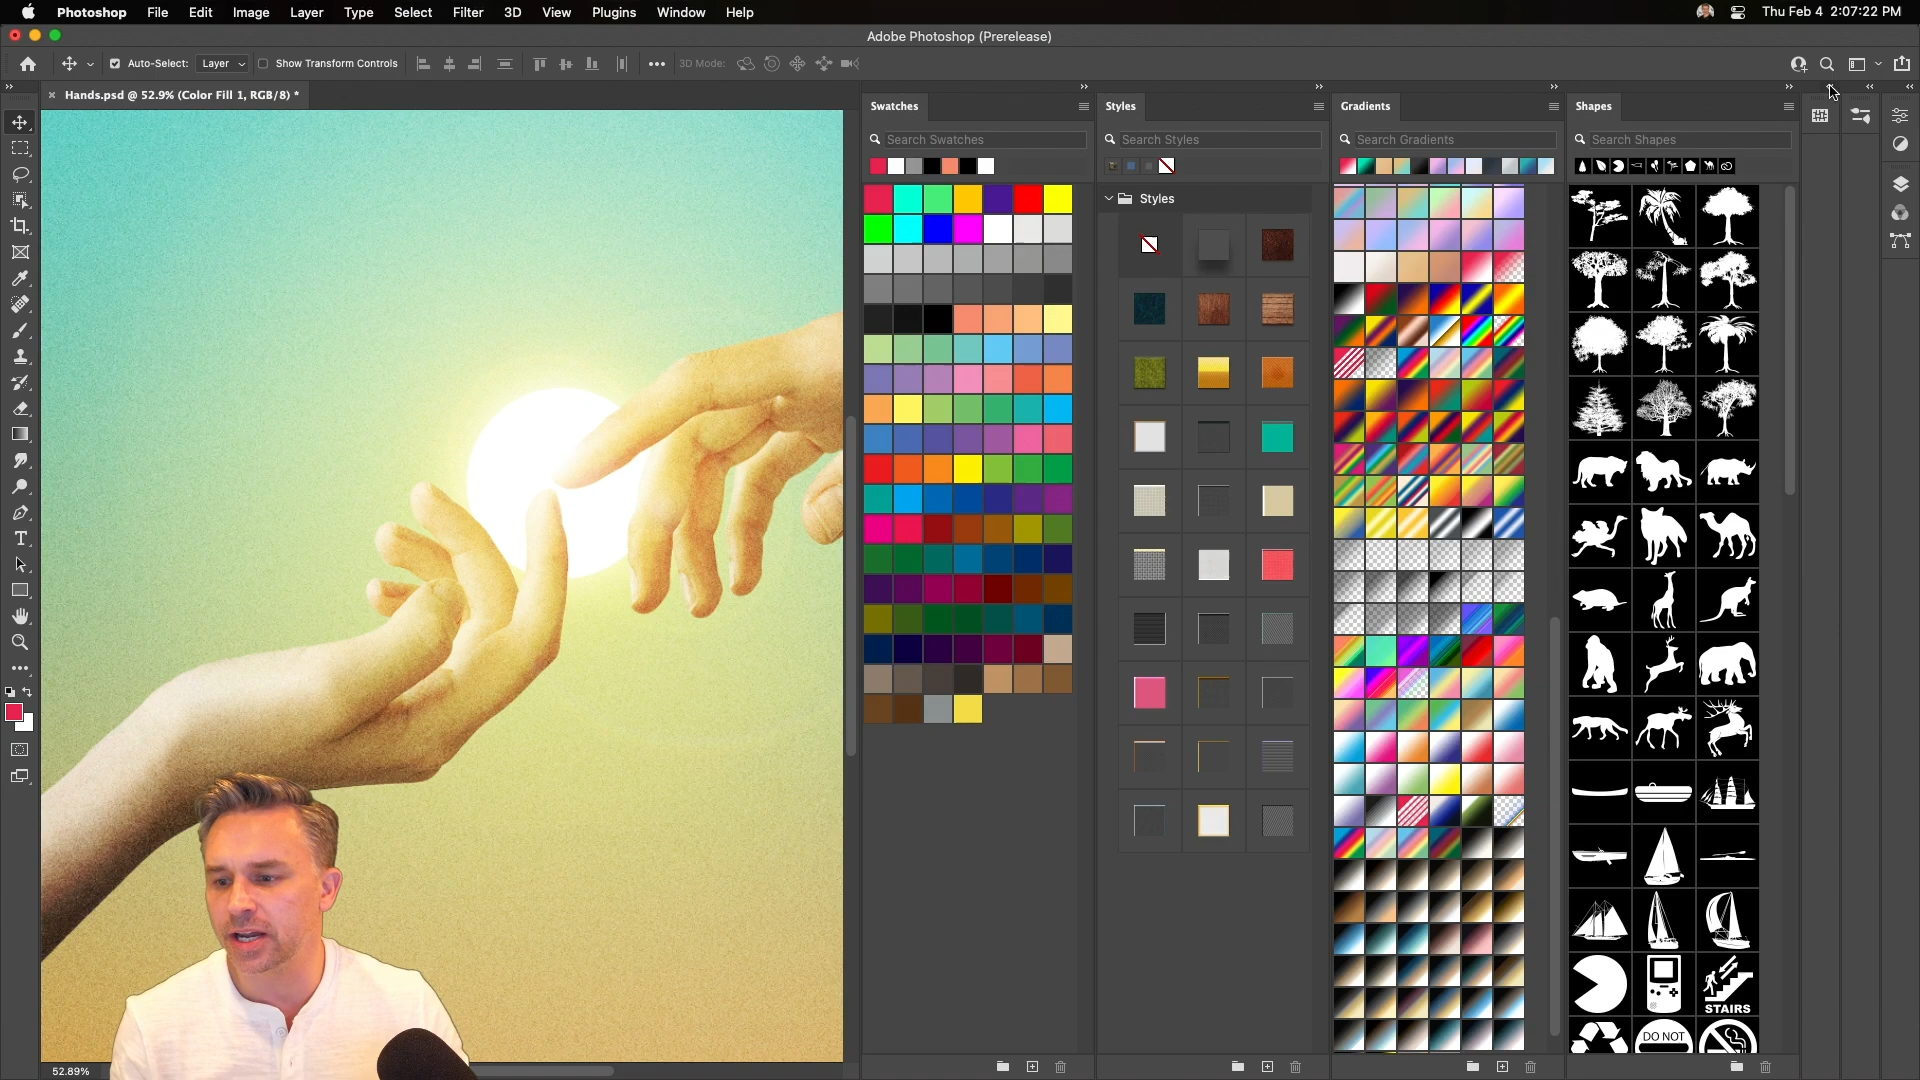 Photoshop File Edit Image Layer Type Select Filter 3D View Plugins Window Help Thu Feb 4 2:07:22 PM
Adobe Photoshop (Prerelease)
Auto-Select: Layer Show Transform Controls 3D Mode:
Hands.psd @ 52.9% (Color Fill 1, RGB/8) *
Swatches
Search Swatches
Styles
Search Styles
Styles
Gradients
Search Gradients
Shapes
Search Shapes
STAIRS
DO NOT
52.89%